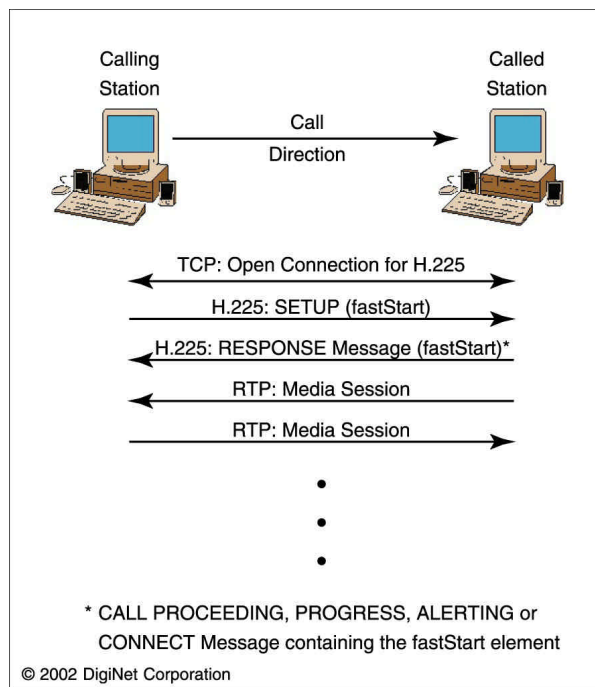 Calling
Station
Called
Station
Call
Direction
TCP: Open Connection for H.225
H.225: SETUP (fastStart)
H.225: RESPONSE Message (fastStart)*
RTP: Media Session
RTP: Media Session
* CALL PROCEEDING, PROGRESS, ALERTING or
CONNECT Message containing the fastStart element
© 2002 DigiNet Corporation